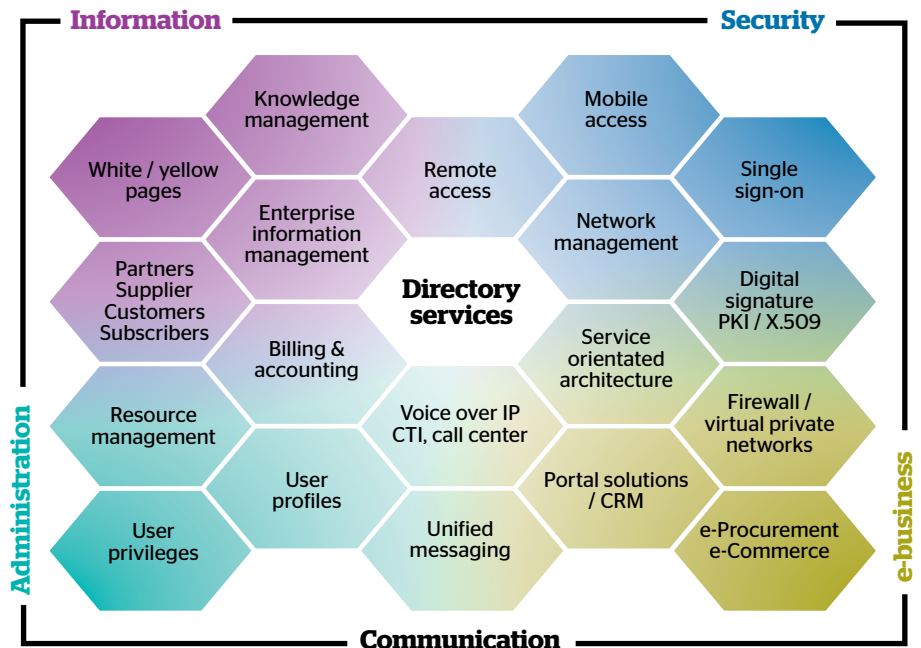 Information
Security
Knowledge
management
Mobile
access
White / yellow
pages
Remote
access
Single
sign-on
Enterprise
information
management
Network
management
Partners
Supplier
Customers
Subscribers
Directory
services
Digital
signature
PKI / X.509
Billing &
accounting
Service
orientated
architecture
Resource
management
Voice over IP
CTI, call center
Firewall /
virtual private
networks
User
profiles
Portal solutions
/ CRM
User
privileges
Unified
messaging
e-Procurement
e-Commerce
Administration
e-business
Communication